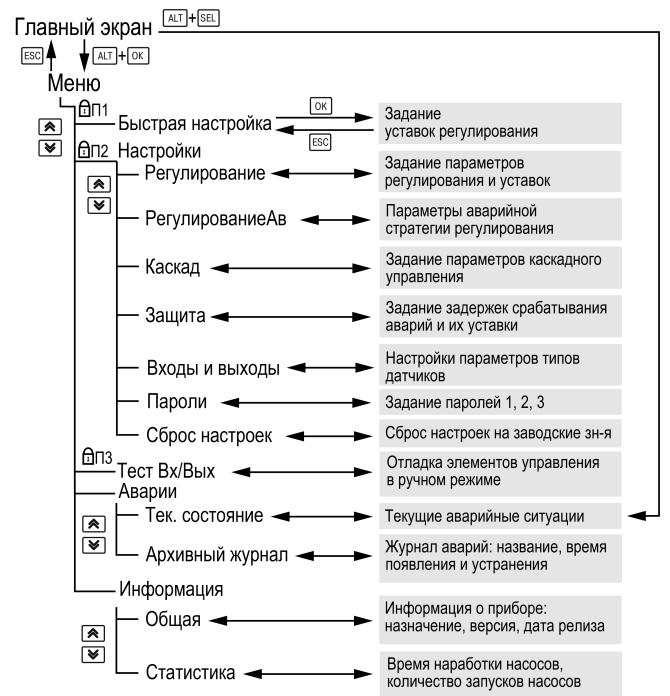 Главный экран ALT+SEL
ESC ALT+OK
Меню
П1
Быстрая настройка OK ESC
Задание
уставок регулирования
П2 Настройки
Регулирование
Задание параметров
регулирования и уставок
РегулированиеАв
Параметры аварийной
стратегии регулирования
Каскад
Задание параметров каскадного
управления
Защита
Задание задержек срабатывания
аварий и их уставки
Входы и выходы
Настройки параметров типов
датчиков
Пароли
Задание паролей 1, 2, 3
Сброс настроек
Сброс настроек на заводские зн-я
П3
Тест Вх/Вых
Отладка элементов управления
в ручном режиме
Аварии
Тек. состояние
Текущие аварийные ситуации
Архивный журнал
Журнал аварий: название, время
появления и устранения
Информация
Общая
Информация о приборе:
назначение, версия, дата релиза
Статистика
Время наработки насосов,
количество запусков насосов